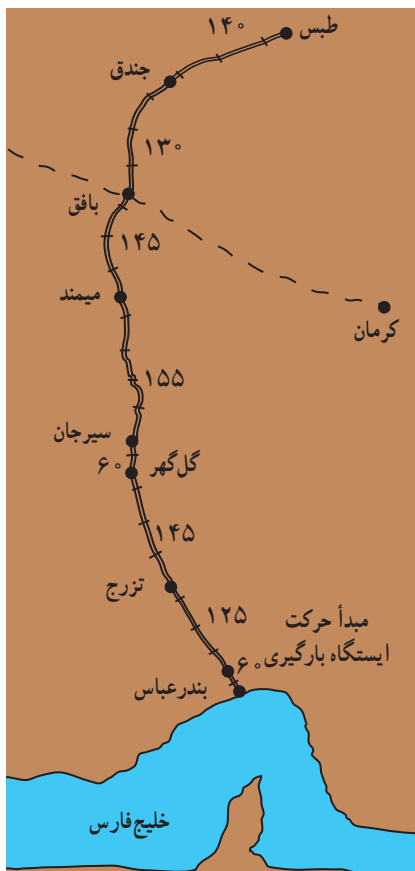 طبس
۱۴۰
جندق
۱۳۰
بافق
۱۴۵
میمند
کرمان
۱۵۵
سیرجان
گل‌گهر
۶۰
۱۴۵
تزرج
۱۲۵
مبدأ حرکت
ایستگاه بارگیری
۶۰
بندرعباس
خلیج‌فارس